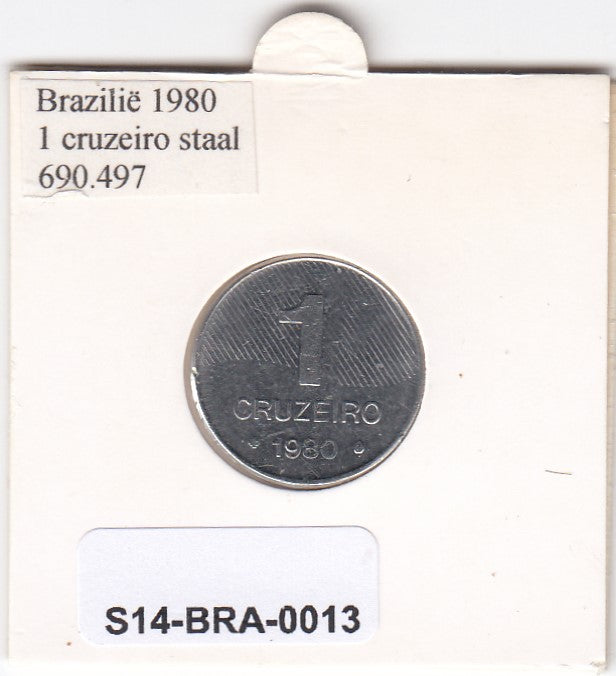 Brazilië 1980
1 cruzeiro staal
690.497
1
CRUZEIRO
1980
S14-BRA-0013